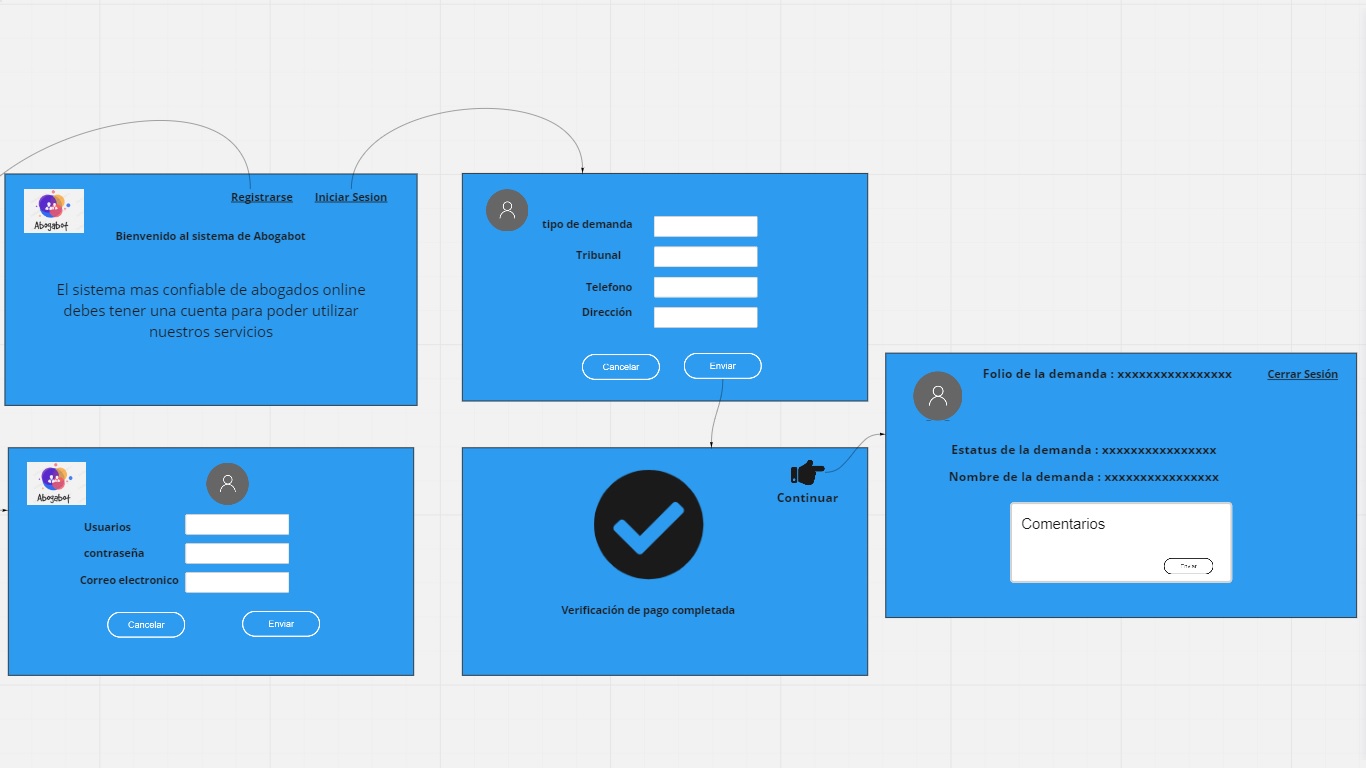 Abogabot
Registrarse
Iniciar Sesion
Bienvenido al sistema de Abogabot
El sistema mas confiable de abogados online
debes tener una cuenta para poder utilizar
nuestros servicios
tipo de demanda
Tribunal
Telefono
Dirección
Cancelar
Enviar
Abogabot
Usuarios
contraseña
Correo electronico
Cancelar
Enviar
Continuar
Verificación de pago completada
Folio de la demanda : xxxxxxxxxxxxxxxx
Cerrar Sesión
Estatus de la demanda : xxxxxxxxxxxxxxxx
Nombre de la demanda : xxxxxxxxxxxxxxxx
Comentarios
Enviar